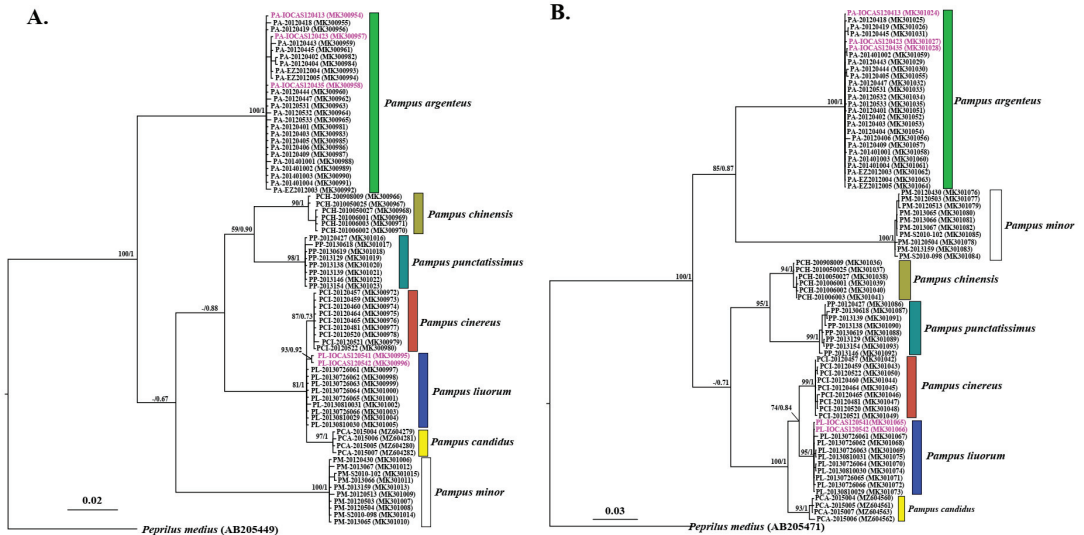 A.
PA-IOCAS120413 (MK300954)
PA-20120418 (MK300955)
PA-20120419 (MK300956)
PA-IOCAS120423 (MK300957)
PA-20120443 (MK300959)
PA-20120445 (MK300961)
PA-20120402 (MK300982)
PA-20120404 (MK300984)
PA-EZ2012004 (MK300993)
PA-EZ2012005 (MK300994)
PA-IOCAS120435 (MK300958)
PA-20120444 (MK300960)
PA-20120447 (MK300962)
PA-20120531 (MK300963)
PA-20120532 (MK300964)
PA-20120533 (MK300965)
PA-20120401 (MK300981)
PA-20120403 (MK300983)
PA-20120405 (MK300985)
PA-20120406 (MK300986)
PA-20120409 (MK300987)
PA-201401001 (MK300988)
PA-201401002 (MK300989)
PA-201401003 (MK300990)
PA-201401004 (MK300991)
PA-EZ2012003 (MK300992)
100/1
Pampus argenteus
PCH-200908009 (MK300966)
PCH-2010050025 (MK300967)
PCH-2010050027 (MK300968)
PCH-201006001 (MK300969)
PCH-201006003 (MK300971)
PCH-201006002 (MK300970)
90/1
Pampus chinensis
59/0.90
PP-20120427 (MK301016)
PP-20130618 (MK301017)
PP-20130619 (MK301018)
PP-2013129 (MK301019)
PP-2013138 (MK301020)
PP-2013139 (MK301021)
PP-2013146 (MK301022)
PP-2013154 (MK301023)
98/1
Pampus punctatissimus
100/1
-/0.88
PCI-20120457 (MK300972)
PCI-20120459 (MK300973)
PCI-20120460 (MK300974)
PCI-20120464 (MK300975)
PCI-20120465 (MK300976)
PCI-20120481 (MK300977)
PCI-20120520 (MK300978)
PCI-20120521 (MK300979)
PCI-20120522 (MK300980)
87/0.73
Pampus cinereus
93/0.92
PL-IOCAS120541 (MK300995)
PL-IOCAS120542 (MK300996)
PL-20130726061 (MK300997)
PL-20130726062 (MK300998)
PL-20130726063 (MK300999)
PL-20130726064 (MK301000)
PL-20130726065 (MK301001)
PL-20130810031 (MK301002)
PL-20130726066 (MK301003)
PL-20130810029 (MK301004)
PL-20130810030 (MK301005)
81/1
Pampus liuorum
-/0.67
PCA-2015004 (MZ604279)
PCA-2015006 (MZ604281)
PCA-2015005 (MZ604280)
PCA-2015007 (MZ604282)
97/1
Pampus candidus
PM-20120430 (MK301006)
PM-2013067 (MK301012)
PM-S2010-102 (MK301015)
PM-2013066 (MK301011)
PM-2013159 (MK301013)
PM-20120513 (MK301009)
PM-20120503 (MK301007)
PM-20120504 (MK301008)
PM-S2010-098 (MK301014)
PM-2013065 (MK301010)
100/1
Pampus minor
0.02
Peprilus medius (AB205449)
B.
PA-IOCAS120413 (MK301024)
PA-20120418 (MK301025)
PA-20120419 (MK301026)
PA-20120445 (MK301031)
PA-IOCAS120423 (MK301027)
PA-IOCAS120435 (MK301028)
PA-201401002 (MK301059)
PA-20120443 (MK301029)
PA-20120444 (MK301030)
PA-20120405 (MK301055)
PA-20120447 (MK301032)
PA-20120531 (MK301033)
PA-20120532 (MK301034)
PA-20120533 (MK301035)
PA-20120401 (MK301051)
PA-20120402 (MK301052)
PA-20120403 (MK301053)
PA-20120404 (MK301054)
PA-20120406 (MK301056)
PA-20120409 (MK301057)
PA-201401001 (MK301058)
PA-201401003 (MK301060)
PA-201401004 (MK301061)
PA-EZ2012003 (MK301062)
PA-EZ2012004 (MK301063)
PA-EZ2012005 (MK301064)
100/1
Pampus argenteus
85/0.87
PM-20120430 (MK301076)
PM-20120503 (MK301077)
PM-20120513 (MK301079)
PM-2013065 (MK301080)
PM-2013066 (MK301081)
PM-2013067 (MK301082)
PM-S2010-102 (MK301085)
PM-20120504 (MK301078)
PM-2013159 (MK301083)
PM-S2010-098 (MK301084)
100/1
Pampus minor
100/1
PCH-200908009 (MK301036)
PCH-2010050025 (MK301037)
PCH-2010050027 (MK301038)
PCH-201006001 (MK301039)
PCH-201006002 (MK301040)
PCH-201006003 (MK301041)
94/1
Pampus chinensis
95/1
PP-20120427 (MK301086)
PP-20130618 (MK301087)
PP-2013139 (MK301091)
PP-2013138 (MK301090)
PP-20130619 (MK301088)
PP-2013129 (MK301089)
PP-2013154 (MK301093)
PP-2013146 (MK301092)
99/1
Pampus punctatissimus
-/0.71
PCI-20120457 (MK301042)
PCI-20120459 (MK301043)
PCI-20120522 (MK301050)
PCI-20120460 (MK301044)
PCI-20120464 (MK301045)
PCI-20120465 (MK301046)
PCI-20120481 (MK301047)
PCI-20120520 (MK301048)
PCI-20120521 (MK301049)
99/1
Pampus cinereus
74/0.84
PL-IOCAS120541(MK301065)
PL-IOCAS120542 (MK301066)
PL-20130726061 (MK301067)
PL-20130726062 (MK301068)
PL-20130726063 (MK301069)
PL-20130810031 (MK301075)
PL-20130726064 (MK301070)
PL-20130810030 (MK301074)
PL-20130726065 (MK301071)
PL-20130726066 (MK301072)
PL-20130810029 (MK301073)
98/1
Pampus liuorum
100/1
PCA-2015004 (MZ604560)
PCA-2015005 (MZ604561)
PCA-2015007 (MZ604563)
PCA-2015006 (MZ604562)
93/1
Pampus candidus
0.03
Peprilus medius (AB205471)